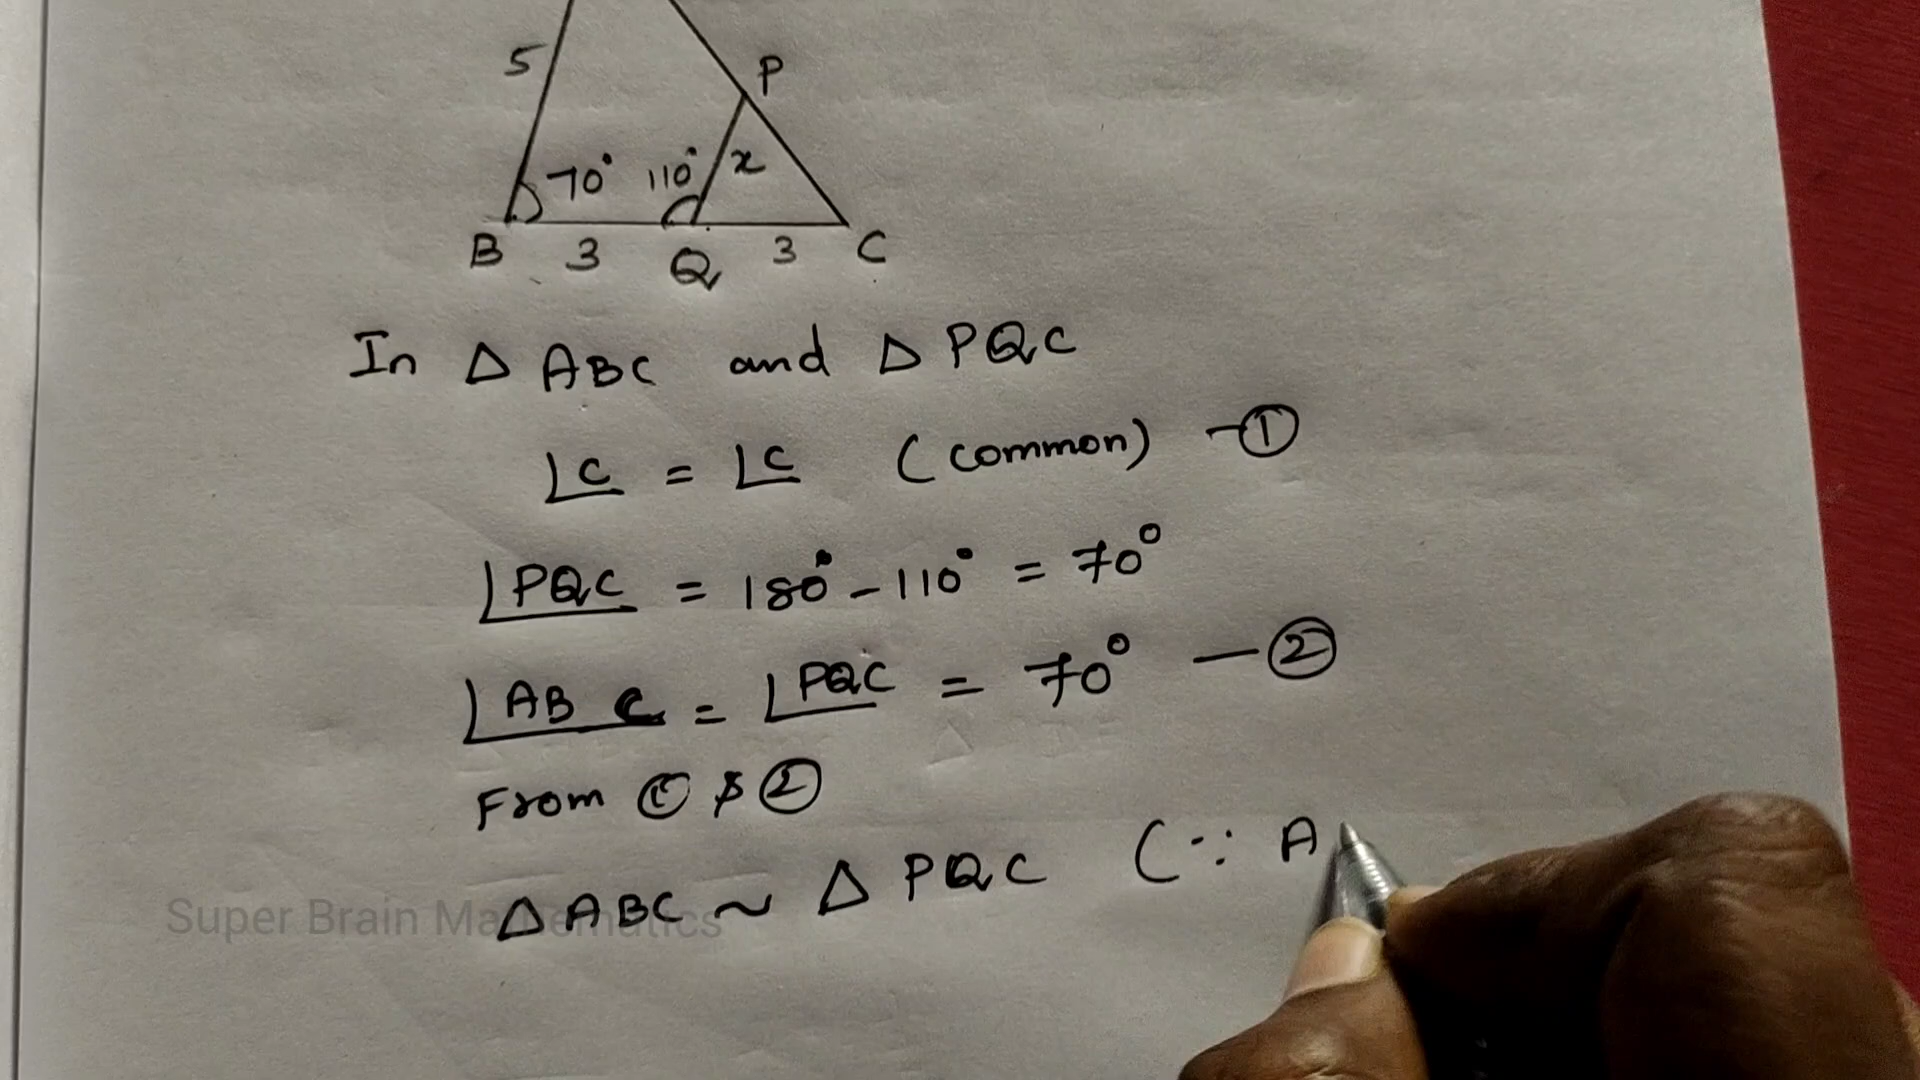 5
P
70° 110° x
B 3 Q 3 C
In Δ ABC and Δ PQC
∠C = ∠C (common) —①
∠PQC = 180° - 110° = 70°
∠ABC = ∠PQC = 70° —②
From ① & ②
Δ ABC ~ Δ PQC (∵ A
Super Brain Mathematics